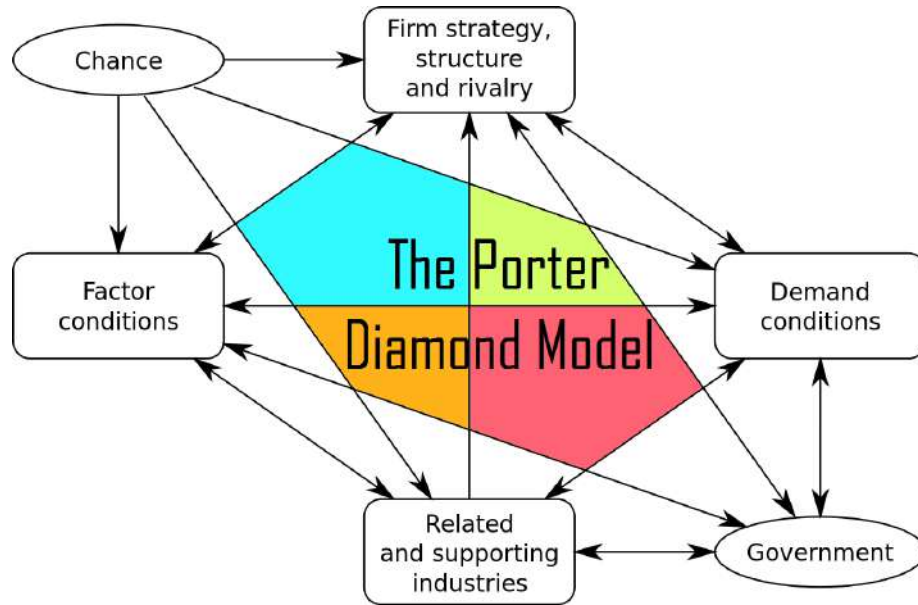 Chance
Firm strategy,
structure
and rivalry
The Porter
Diamond Model
Factor
conditions
Demand
conditions
Related
and supporting
industries
Government